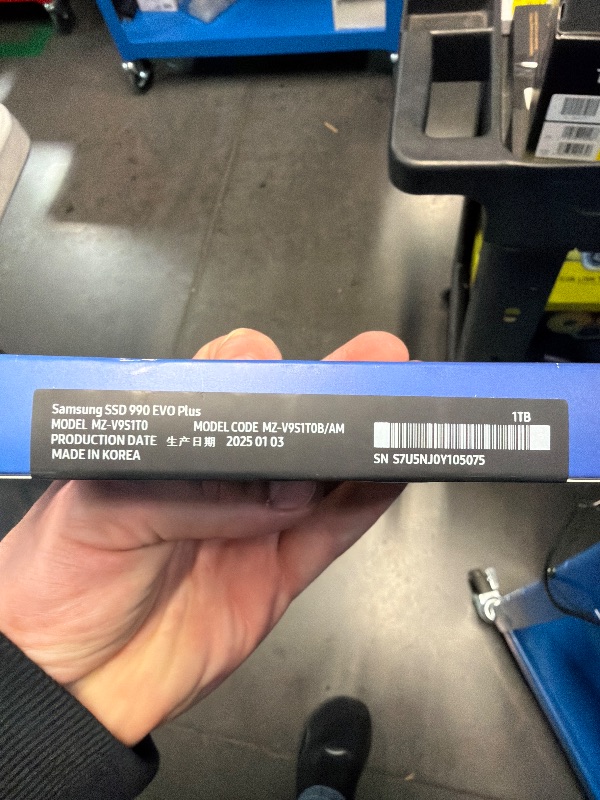 Samsung SSD 990 EVO Plus
1TB
MODEL MZ-V9S1T0 MODEL CODE MZ-V9S1T0B/AM
PRODUCTION DATE 生产日期 2025 01 03
MADE IN KOREA
SN S7U5NJ0Y105075